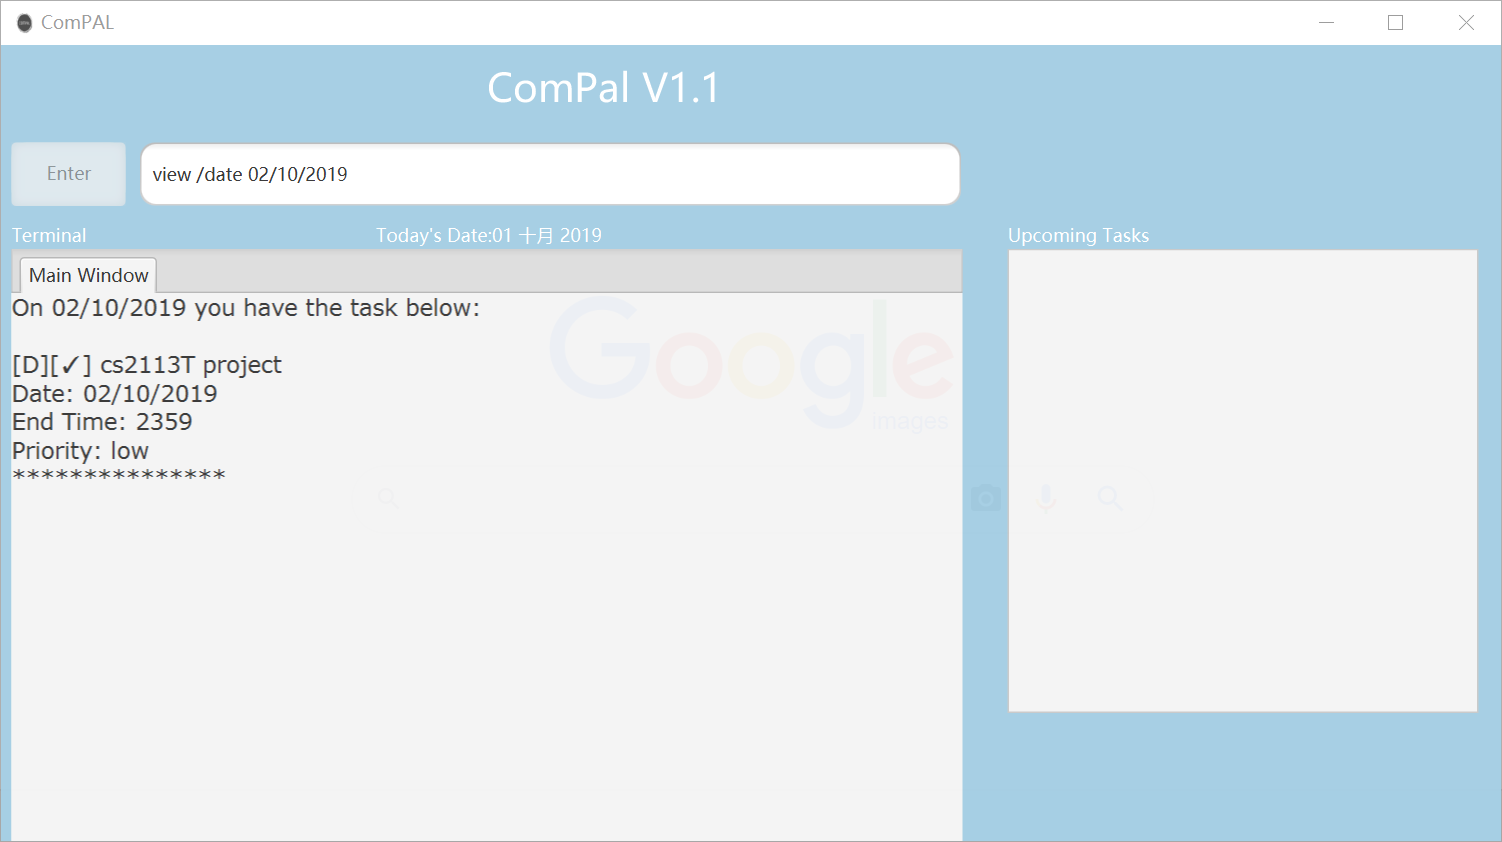 ComPAL
ComPal V1.1
Enter
view /date 02/10/2019
Terminal
Today's Date:01 十月 2019
Upcoming Tasks
Main Window
On 02/10/2019 you have the task below:
[D][✓] cs2113T project
Date: 02/10/2019
End Time: 2359
Priority: low
***************
Google
images